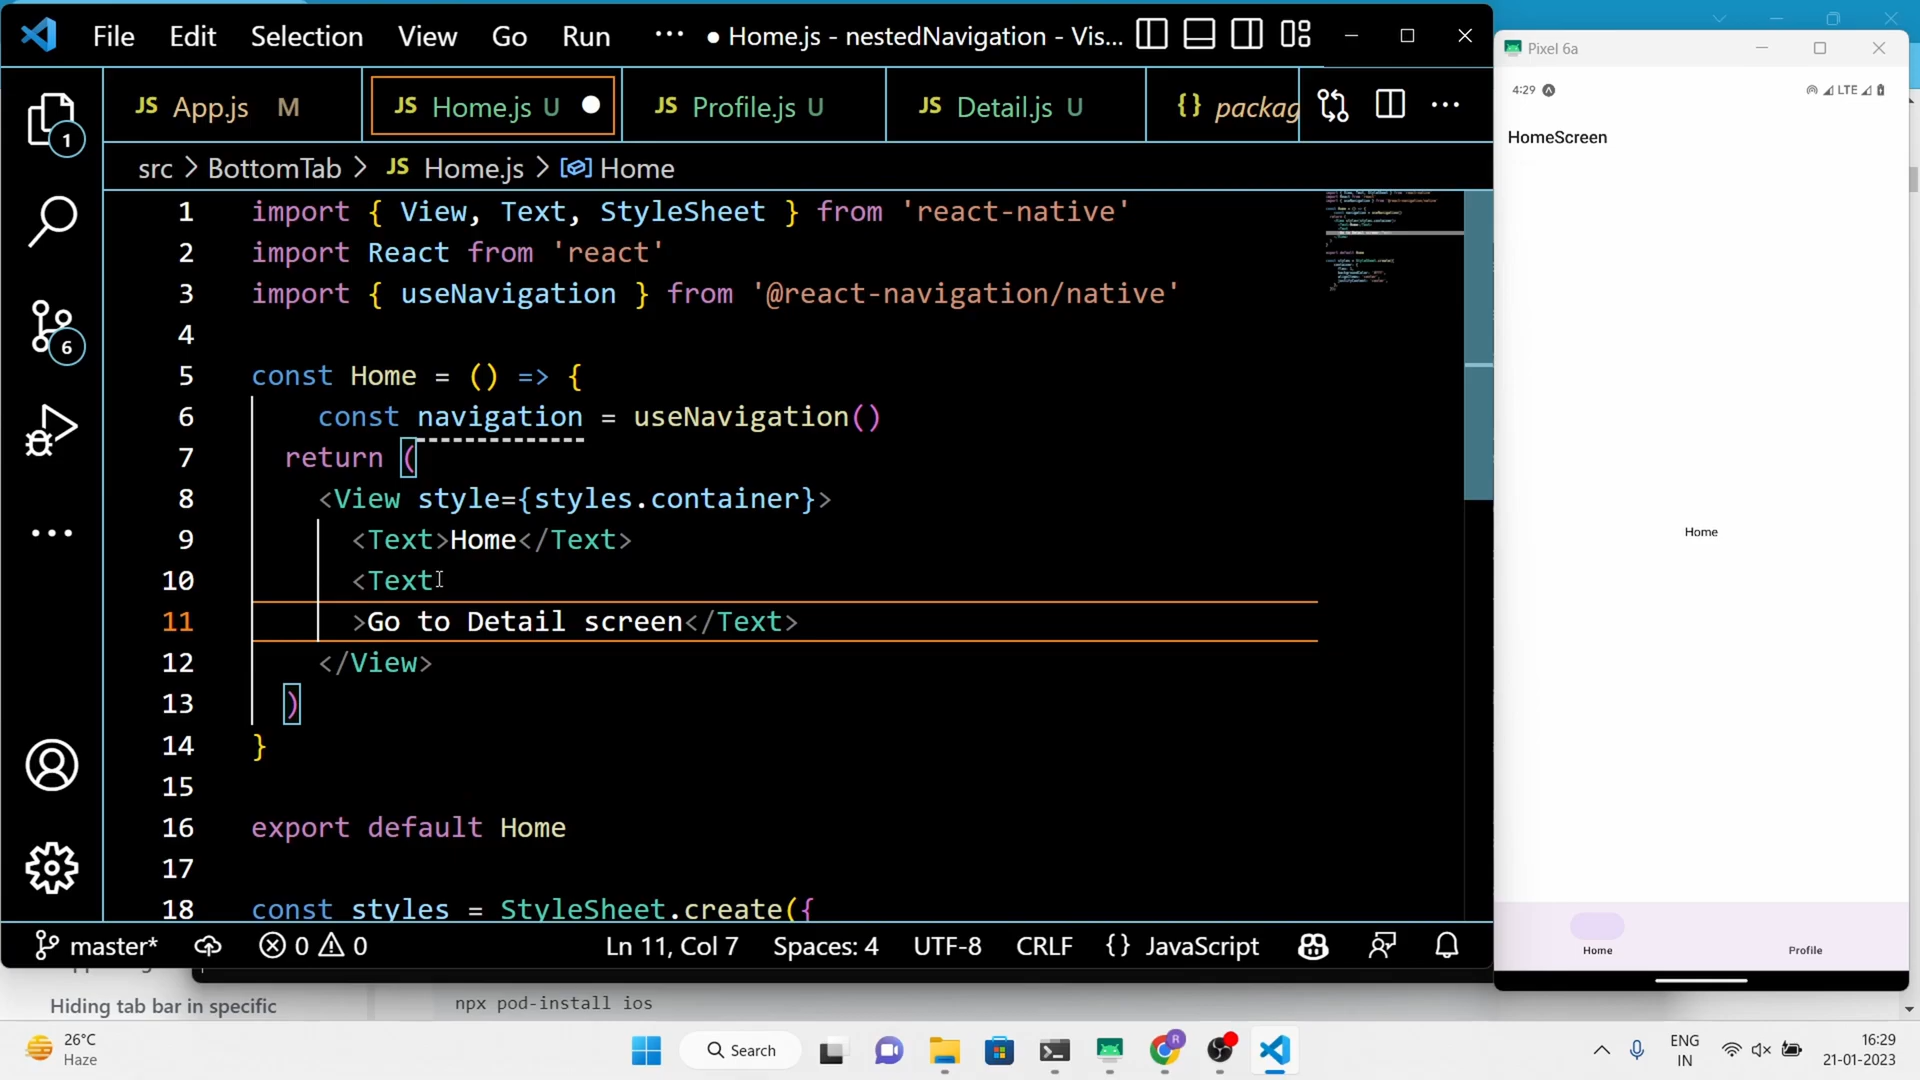 File Edit Selection View Go Run ··· ● Home.js - nestedNavigation - Vis...
Pixel 6a
JS App.js M
JS Home.js U
JS Profile.js U
JS Detail.js U
{} packag
src > BottomTab > JS Home.js > Home
4:29
LTE
HomeScreen
1 import { View, Text, StyleSheet } from 'react-native'
2 import React from 'react'
3 import { useNavigation } from '@react-navigation/native'
4
5 const Home = () => {
6 const navigation = useNavigation()
7 return (
8 <View style={styles.container}>
9 <Text>Home</Text>
10 <Text
11 >Go to Detail screen</Text>
12 </View>
13 )
14 }
15
16 export default Home
17
18 const styles = StyleSheet.create({
1
6
Home
Home
Profile
master* 0 0 Ln 11, Col 7 Spaces: 4 UTF-8 CRLF {} JavaScript
Hiding tab bar in specific
npx pod-install ios
26°C
Haze
Search
R
ENG
IN
16:29
21-01-2023